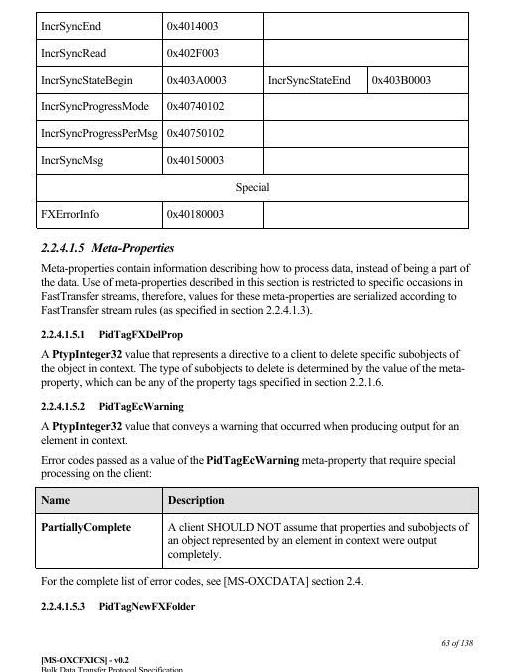 IncrSyncEnd 0x4014003
IncrSyncRead 0x402F003
IncrSyncStateBegin 0x403A0003 IncrSyncStateEnd 0x403B0003
IncrSyncProgressMode 0x40740102
IncrSyncProgressPerMsg 0x40750102
IncrSyncMsg 0x40150003
Special
FXErrorInfo 0x40180003
2.2.4.1.5 Meta-Properties
Meta-properties contain information describing how to process data, instead of being a part of
the data. Use of meta-properties described in this section is restricted to specific occasions in
FastTransfer streams, therefore, values for these meta-properties are serialized according to
FastTransfer stream rules (as specified in section 2.2.4.1.3).
2.2.4.1.5.1 PidTagFXDelProp
A PtypInteger32 value that represents a directive to a client to delete specific subobjects of
the object in context. The type of subobjects to delete is determined by the value of the meta-
property, which can be any of the property tags specified in section 2.2.1.6.
2.2.4.1.5.2 PidTagEcWarning
A PtypInteger32 value that conveys a warning that occurred when producing output for an
element in context.
Error codes passed as a value of the PidTagEcWarning meta-property that require special
processing on the client:
Name Description
PartiallyComplete A client SHOULD NOT assume that properties and subobjects of
an object represented by an element in context were output
completely.
For the complete list of error codes, see [MS-OXCDATA] section 2.4.
2.2.4.1.5.3 PidTagNewFXFolder
63 of 138
[MS-OXCFXICS] - v0.2
Bulk Data Transfer Protocol Specification